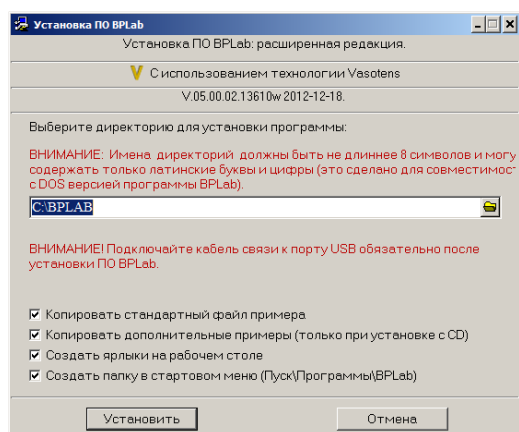 Установка ПО BPLab
Установка ПО BPLab: расширенная редакция.
V С использованием технологии Vasotens
V.05.00.02.13610w 2012-12-18.
Выберите директорию для установки программы:
ВНИМАНИЕ: Имена директорий должны быть не длиннее 8 символов и могу
содержать только латинские буквы и цифры (это сделано для совместимос
с DOS версией программы BPLab).
C:\BPLAB
ВНИМАНИЕ! Подключайте кабель связи к порту USB обязательно после
установки ПО BPLab.
Копировать стандартный файл примера
Копировать дополнительные примеры (только при установке с CD)
Создать ярлыки на рабочем столе
Создать папку в стартовом меню (Пуск\Программы\BPLab)
Установить Отмена